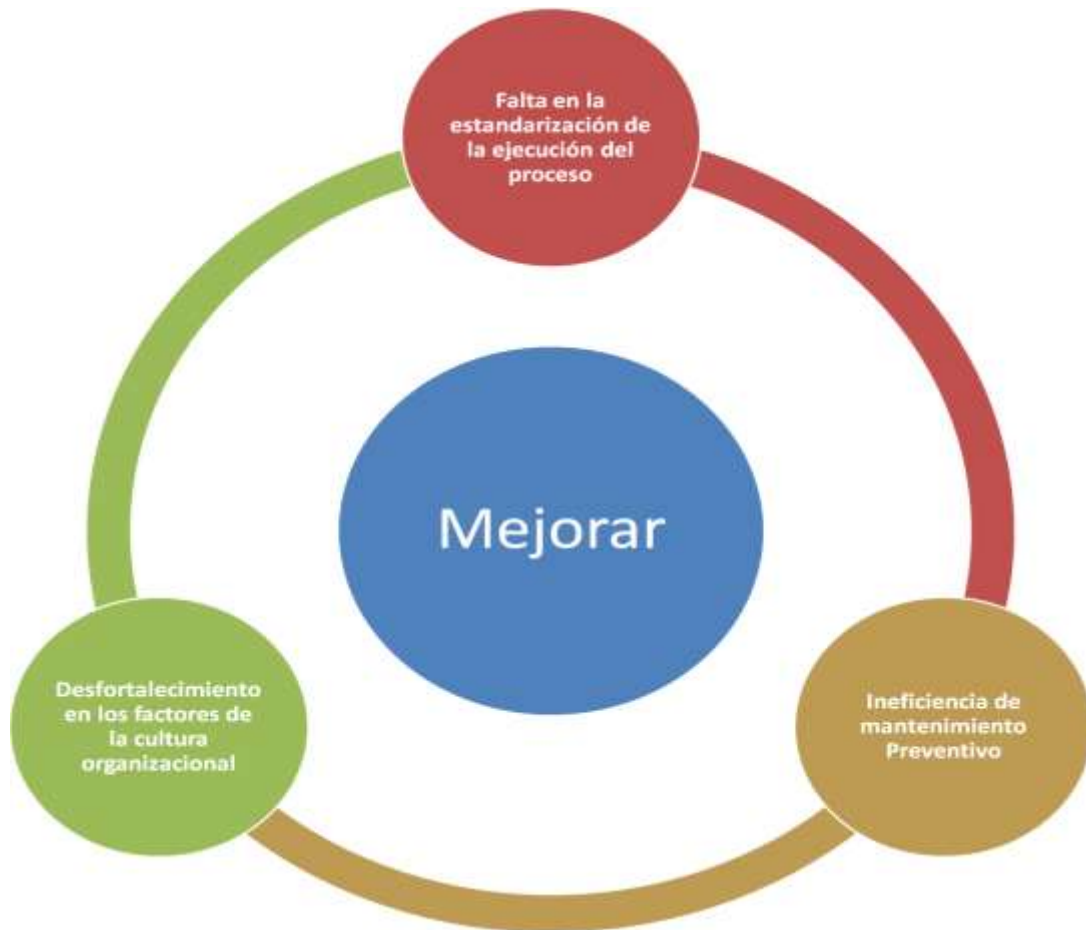 Falta en la
estandarización de
la ejecución del
proceso
Mejorar
Desfortalecimiento
en los factores de
la cultura
organizacional
Ineficiencia de
mantenimiento
Preventivo